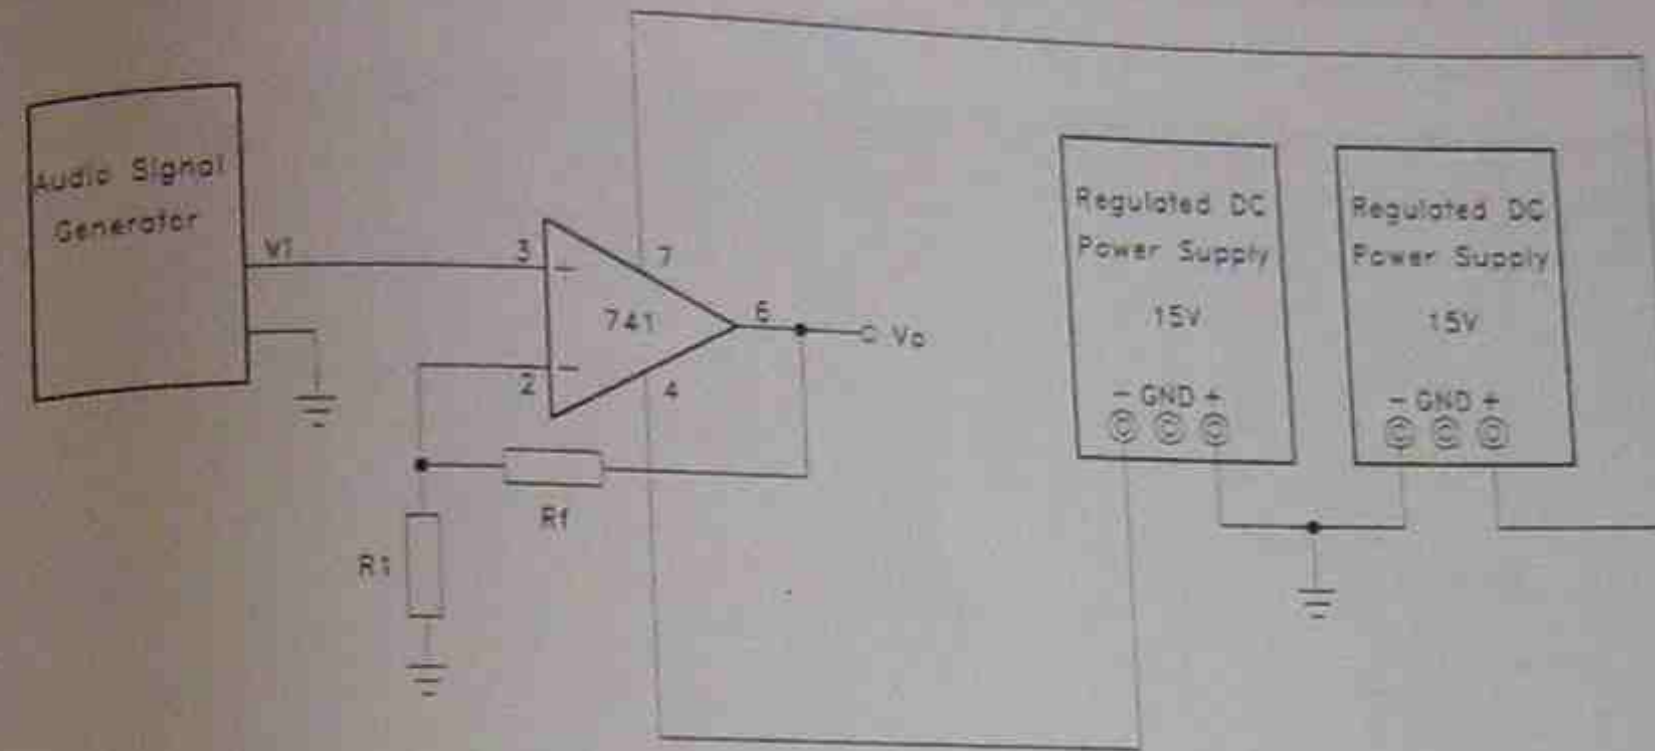 Audio Signal
Generator
Vi
3
7
741
6
Vo
2
4
Rf
R1
Regulated DC
Power Supply
15V
- GND +
Regulated DC
Power Supply
15V
- GND +